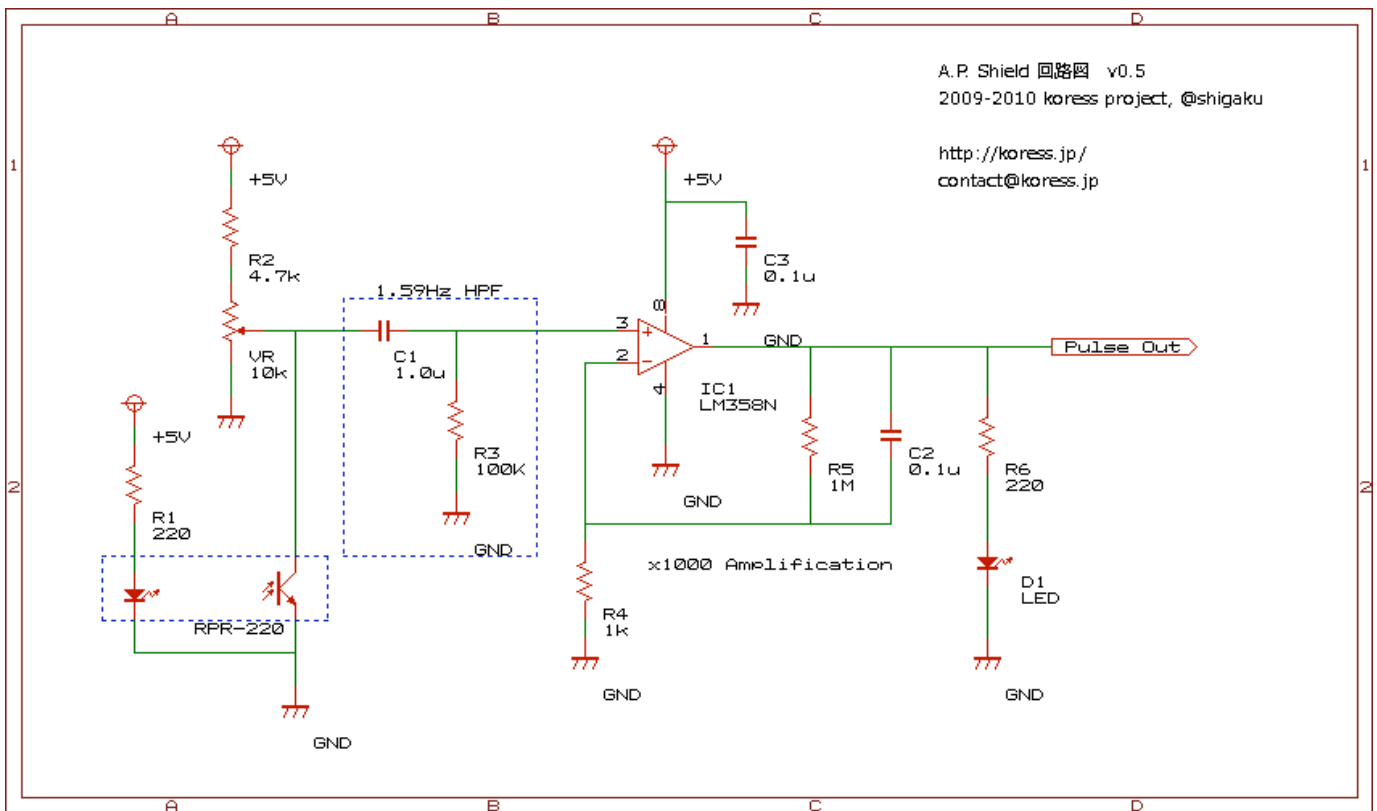 A
B
C
D
A.P. Shield 回路図 v0.5
2009-2010 koress project, @shigaku
http://koress.jp/
contact@koress.jp
1
1
+5V
+5V
R2
4.7k
C3
0.1u
1.59Hz HPF
8
3
1
GND
Pulse Out
2
VR
10k
C1
1.0u
4
IC1
LM358N
+5V
R3
100K
R5
1M
C2
0.1u
R6
220
2
2
R1
220
GND
GND
x1000 Amplification
D1
LED
RPR-220
R4
1k
GND
GND
GND
A
B
C
D